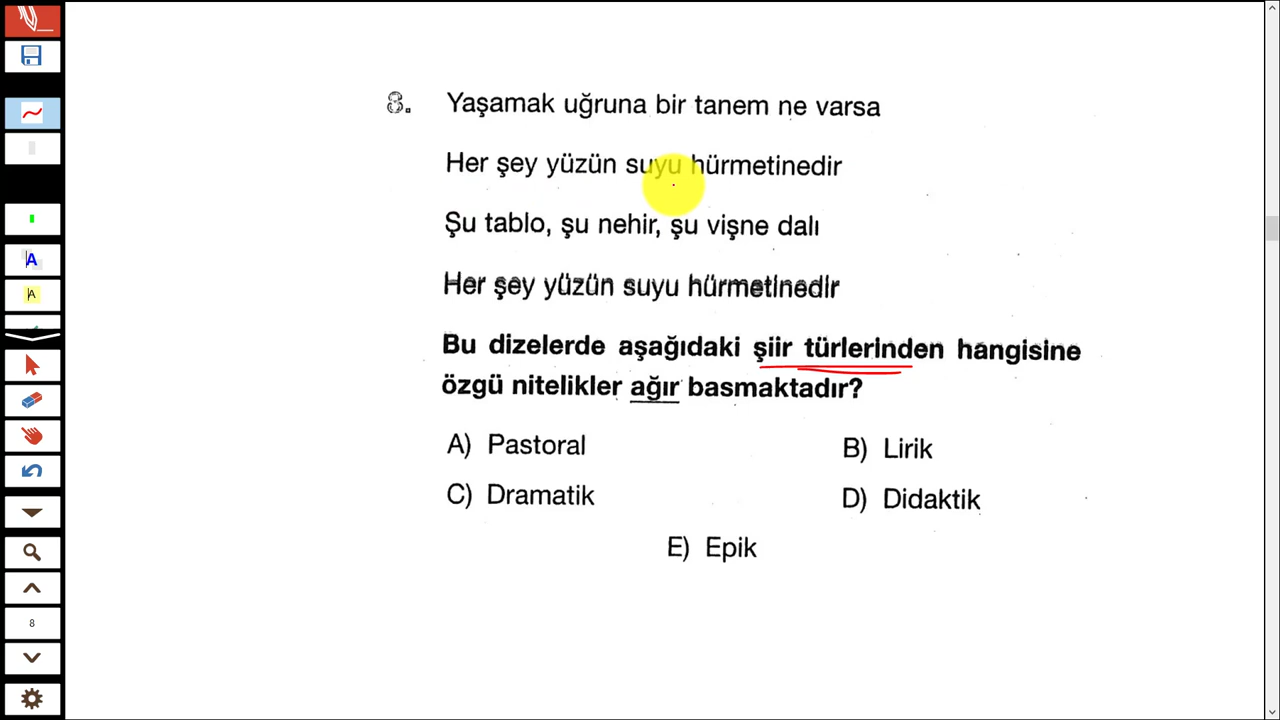 8. Yaşamak uğruna bir tanem ne varsa
Her şey yüzün suyu hürmetinedir
Şu tablo, şu nehir, şu vişne dalı
Her şey yüzün suyu hürmetinedir
Bu dizelerde aşağıdaki şiir türlerinden hangisine
özgü nitelikler ağır basmaktadır?
A) Pastoral
B) Lirik
C) Dramatik
D) Didaktik
E) Epik
A
A
8